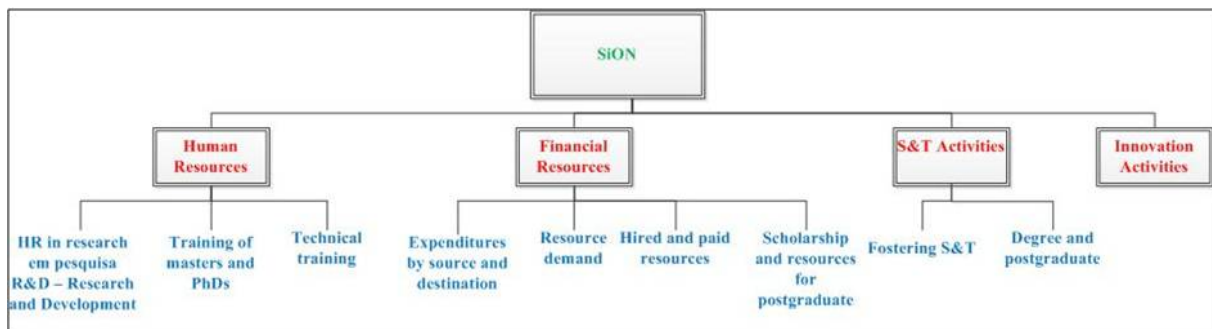 SiON
Human
Resources
Financial
Resources
S&T Activities
Innovation
Activities
HR in research
em pesquisa
R&D – Research
and Development
Training of
masters and
PhDs
Technical
training
Expenditures
by source and
destination
Resource
demand
Hired and paid
resources
Scholarship
and resources
for
postgraduate
Fostering S&T
Degree and
postgraduate